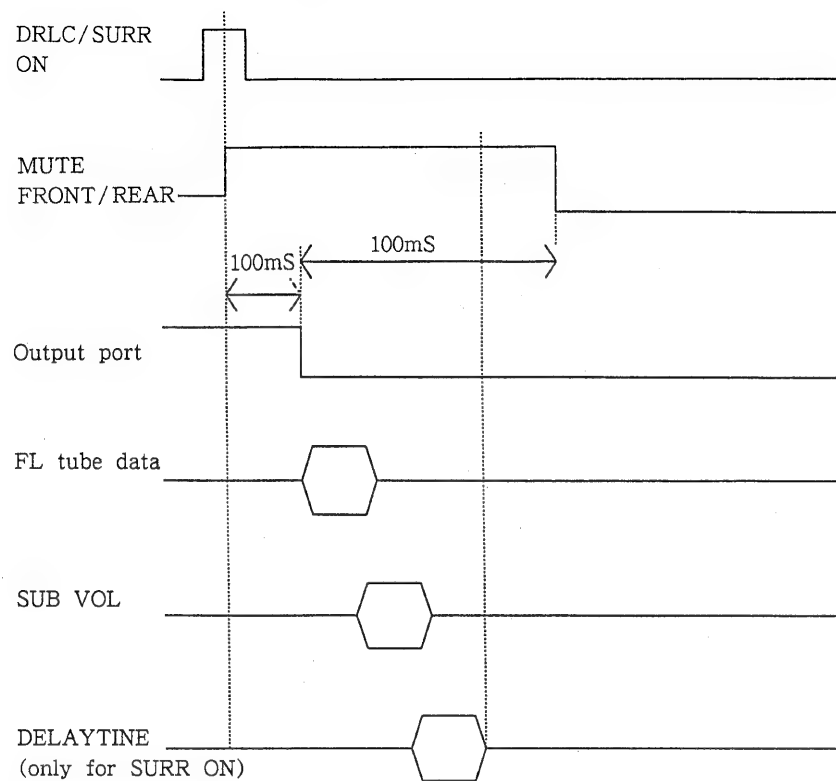 DRLC/SURR
ON
MUTE
FRONT/REAR
100mS
100mS
Output port
FL tube data
SUB VOL
DELAYTINE
(only for SURR ON)